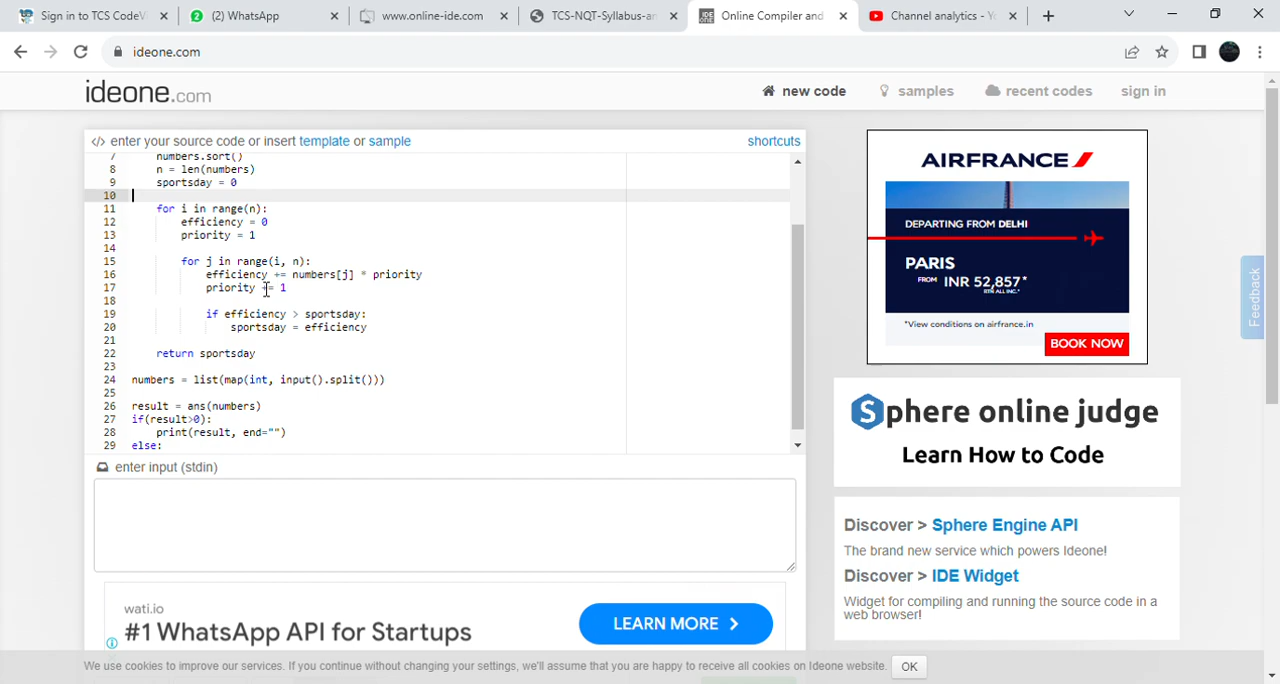 Sign in to TCS CodeV
(2) WhatsApp
www.online-ide.com
TCS-NQT-Syllabus-an
Online Compiler and
Channel analytics - Yo
ideone.com
ideone.com
new code
samples
recent codes
sign in
</> enter your source code or insert template or sample
shortcuts
7 numbers.sort()
8 n = len(numbers)
9 sportsday = 0
10
11 for i in range(n):
12 efficiency = 0
13 priority = 1
14
15 for j in range(i, n):
16 efficiency += numbers[j] * priority
17 priority += 1
18
19 if efficiency > sportsday:
20 sportsday = efficiency
21
22 return sportsday
23
24 numbers = list(map(int, input().split()))
25
26 result = ans(numbers)
27 if(result>0):
28 print(result, end="")
29 else:
enter input (stdin)
wati.io
#1 WhatsApp API for Startups
LEARN MORE
AIRFRANCE
DEPARTING FROM DELHI
PARIS
FROM INR 52,857*
*View conditions on airfrance.in
BOOK NOW
Sphere online judge
Learn How to Code
Discover > Sphere Engine API
The brand new service which powers Ideone!
Discover > IDE Widget
Widget for compiling and running the source code in a
web browser!
Feedback
We use cookies to improve our services. If you continue without changing your settings, we'll assume that you are happy to receive all cookies on Ideone website.
OK